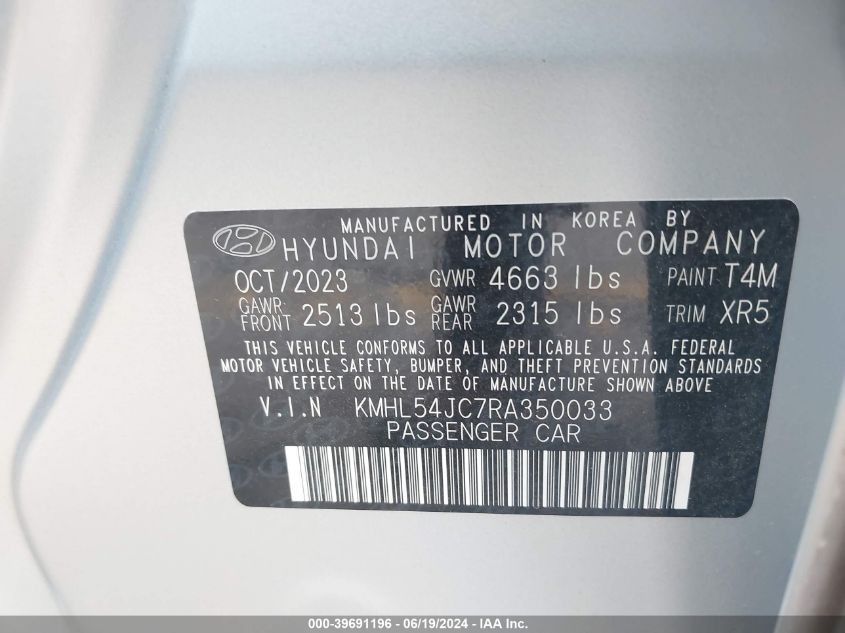 MANUFACTURED IN KOREA BY
HYUNDAI MOTOR COMPANY
OCT/2023 GVWR 4663 lbs PAINT T4M
GAWR FRONT 2513 lbs GAWR REAR 2315 lbs TRIM XR5
THIS VEHICLE CONFORMS TO ALL APPLICABLE U.S.A. FEDERAL
MOTOR VEHICLE SAFETY, BUMPER, AND THEFT PREVENTION STANDARDS
IN EFFECT ON THE DATE OF MANUFACTURE SHOWN ABOVE
V.I.N KMHL54JC7RA350033
PASSENGER CAR
000-39691196 - 06/19/2024 - IAA Inc.